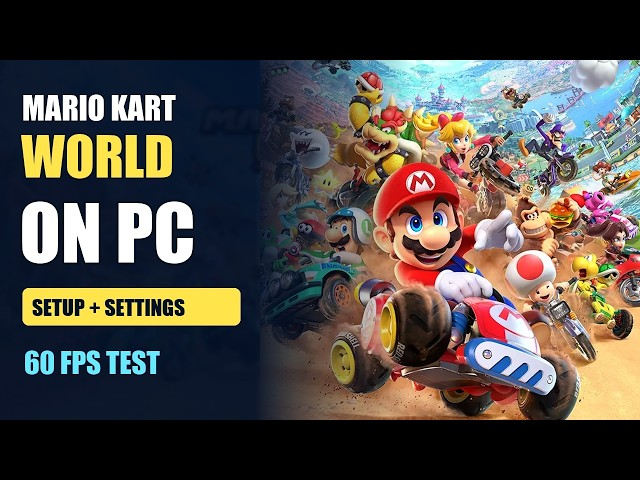 MARIO KART
WORLD
ON PC
SETUP + SETTINGS
60 FPS TEST
M
M